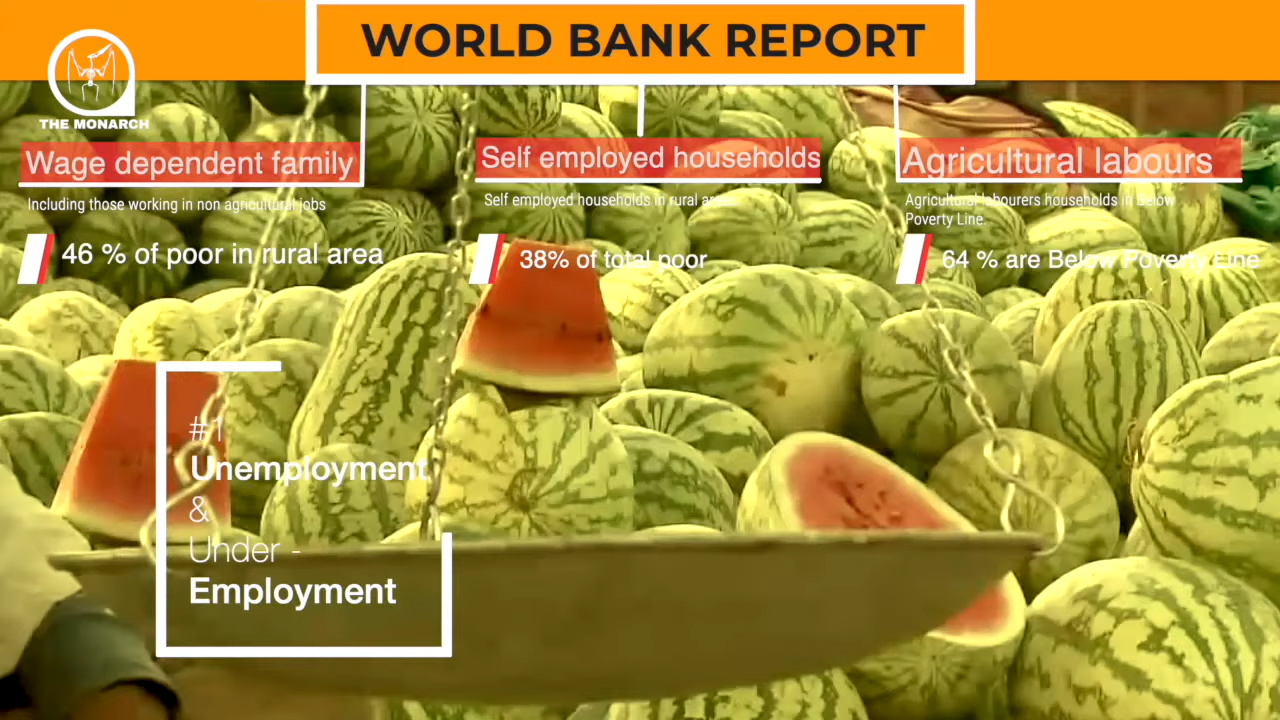 WORLD BANK REPORT
THE MONARCH
Wage dependent family
Including those working in non agricultural jobs
46 % of poor in rural area
Self employed households
Self employed households in rural areas
38% of total poor
Agricultural labours
Agricultural labourers households in Below
Poverty Line.
64 % are Below Poverty Line
#1
Unemployment
&
Under -
Employment